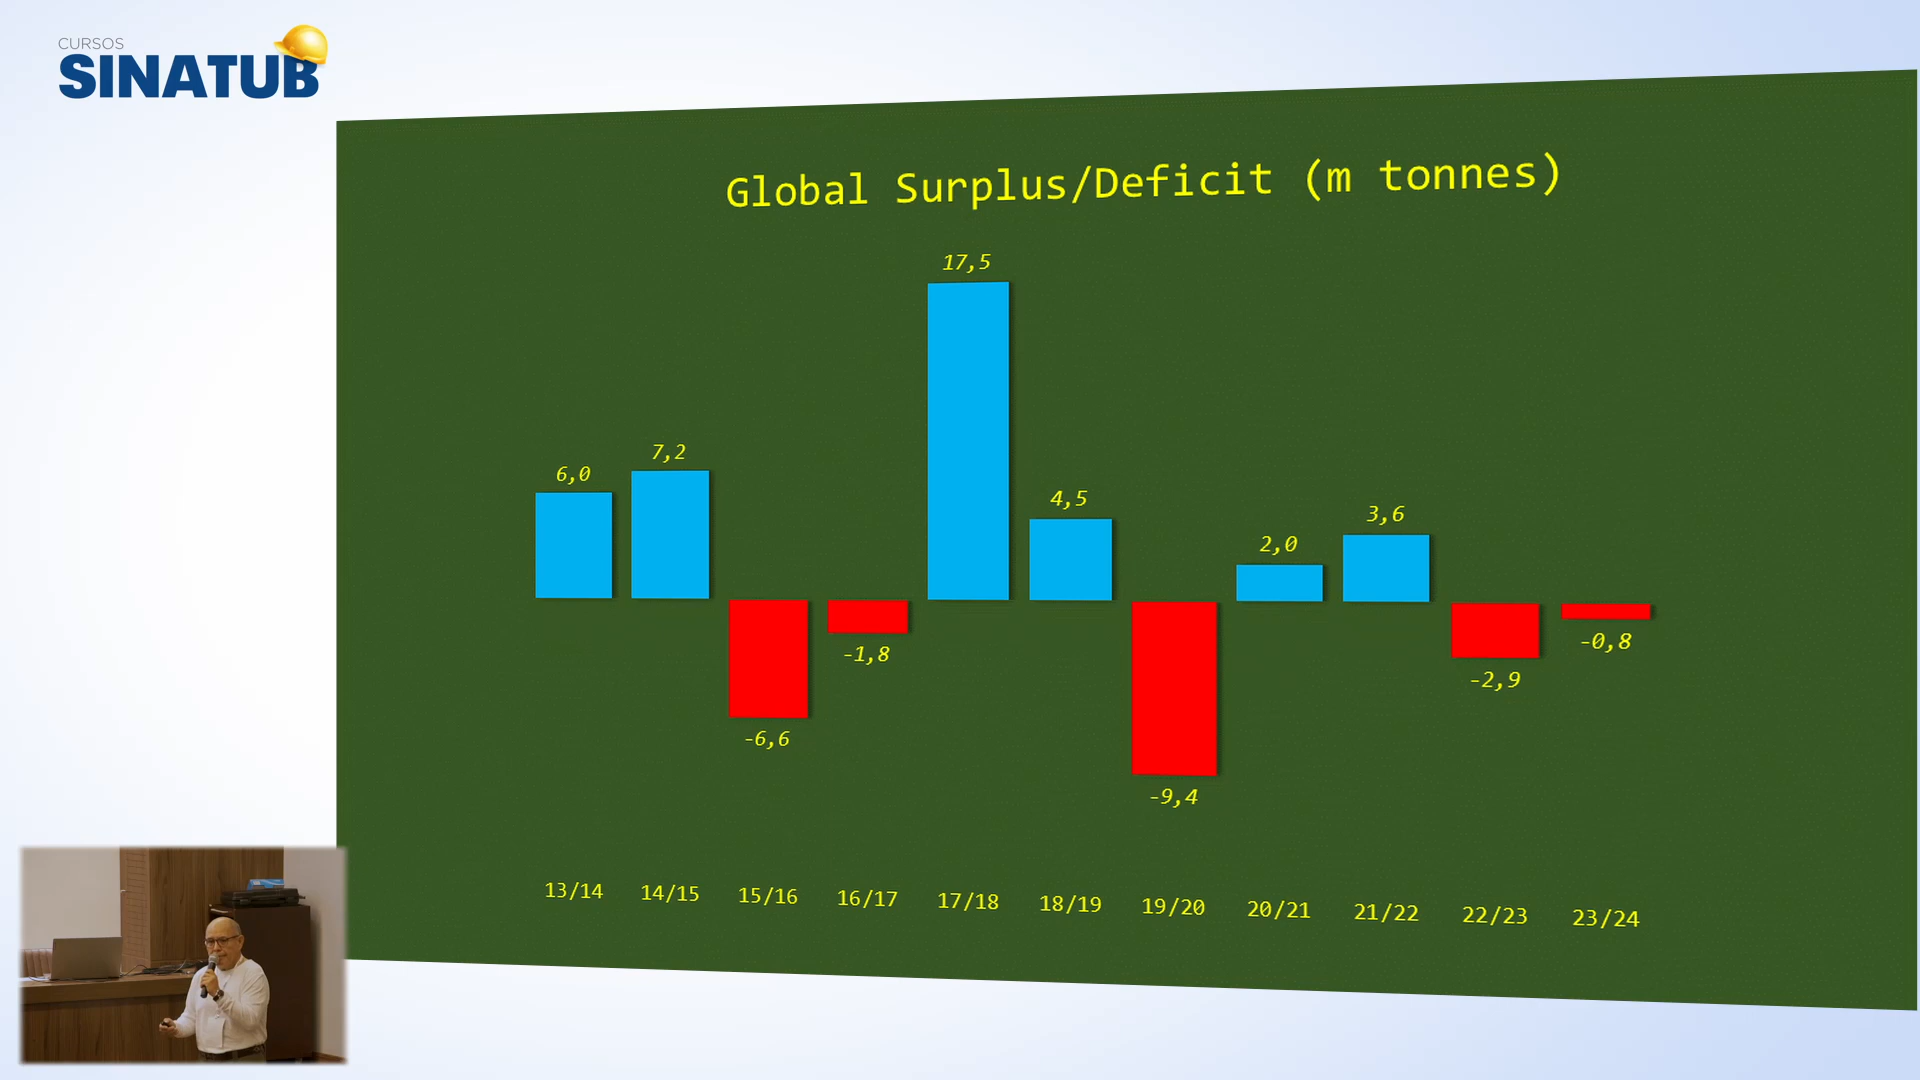 CURSOS
SINATUB
Global Surplus/Deficit (m tonnes)
17,5
7,2
6,0
4,5
3,6
2,0
-0,8
-1,8
-2,9
-6,6
-9,4
13/14 14/15 15/16 16/17 17/18 18/19 19/20 20/21 21/22 22/23 23/24